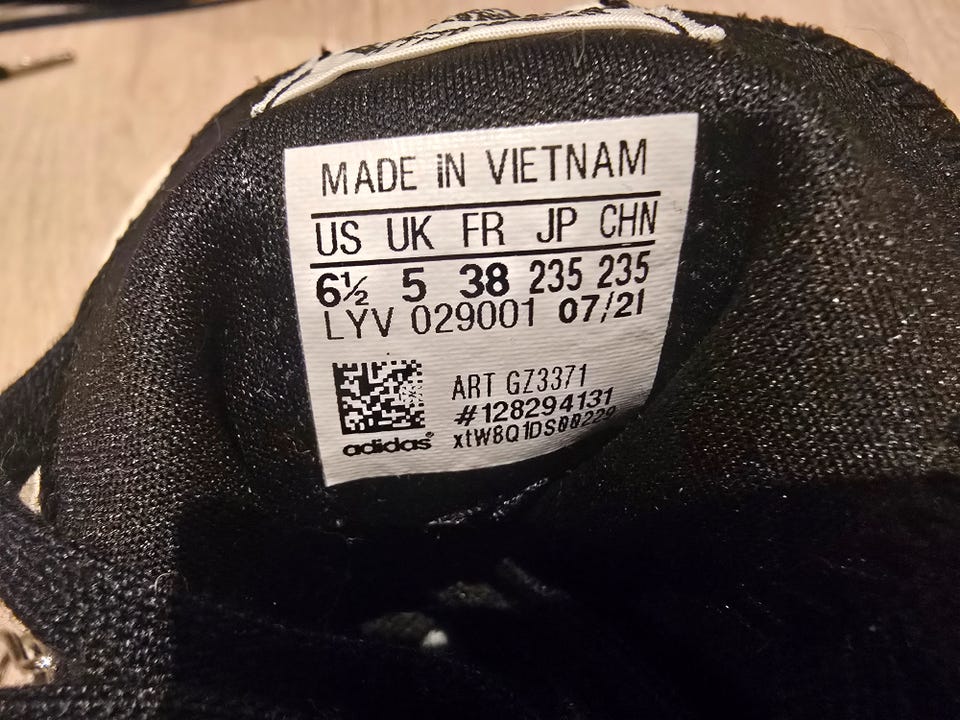 MADE IN VIETNAM
US UK FR JP CHN
6½ 5 38 235 235
LYV 029001 07/21
ART GZ3371
#128294131
xtW8Q1DS00229
adidas